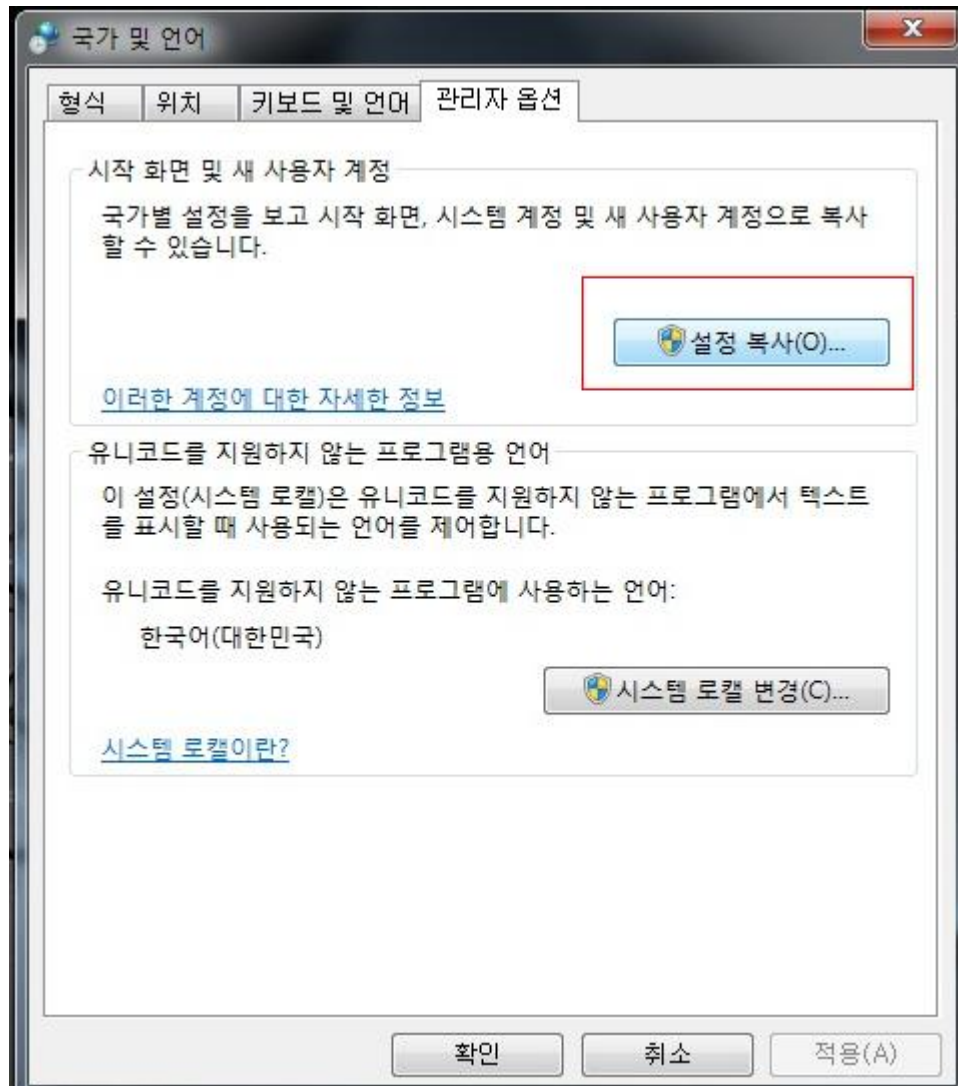 국가 및 언어
형식
위치
키보드 및 언어
관리자 옵션
시작 화면 및 새 사용자 계정
국가별 설정을 보고 시작 화면, 시스템 계정 및 새 사용자 계정으로 복사
할 수 있습니다.
설정 복사(O)...
이러한 계정에 대한 자세한 정보
유니코드를 지원하지 않는 프로그램용 언어
이 설정(시스템 로캘)은 유니코드를 지원하지 않는 프로그램에서 텍스트
를 표시할 때 사용되는 언어를 제어합니다.
유니코드를 지원하지 않는 프로그램에 사용하는 언어:
한국어(대한민국)
시스템 로캘 변경(C)...
시스템 로캘이란?
확인
취소
적용(A)